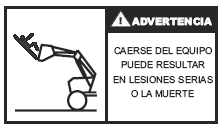 ADVERTENCIA
CAERSE DEL EQUIPO
PUEDE RESULTAR
EN LESIONES SERIAS
O LA MUERTE